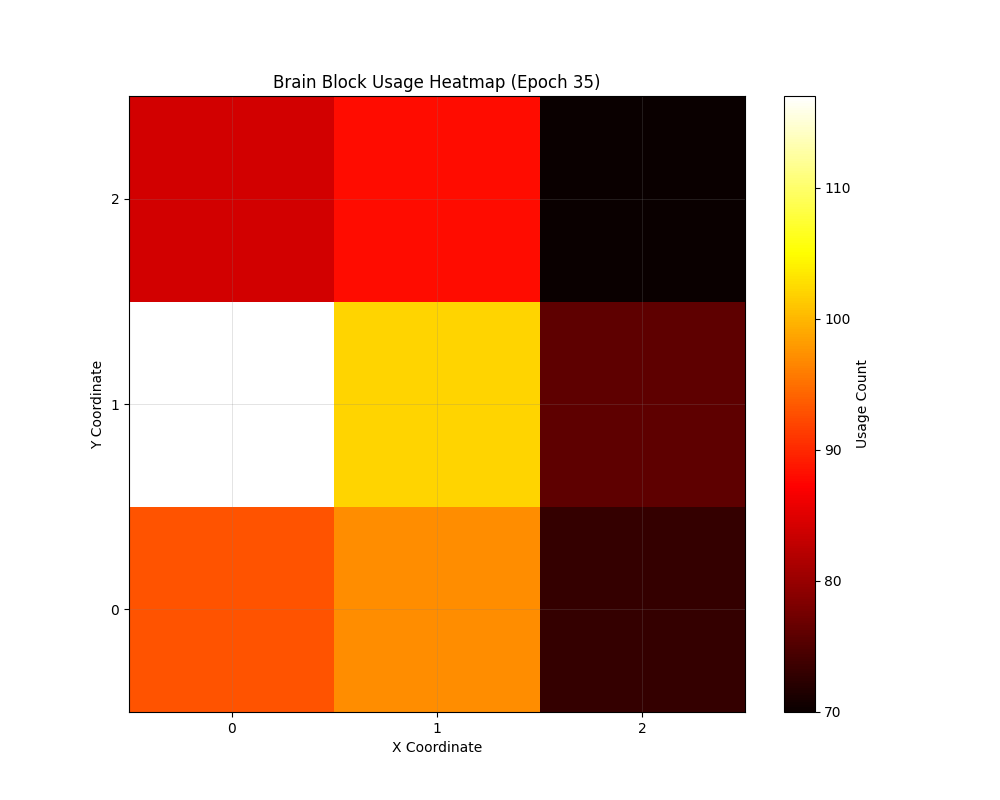 Brain Block Usage Heatmap (Epoch 35)
2
1
0
Y Coordinate
0
1
2
X Coordinate
110
100
90
80
70
Usage Count